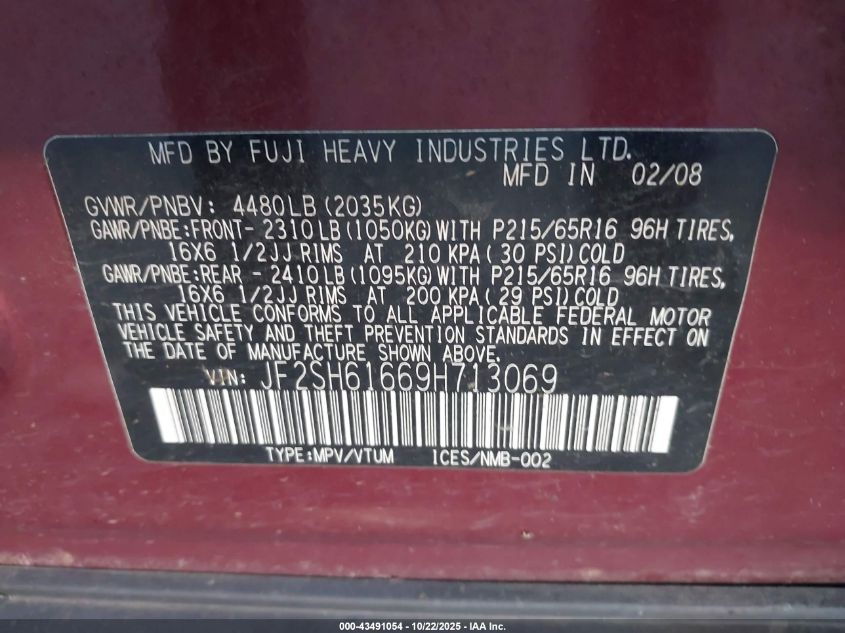 MFD BY FUJI HEAVY INDUSTRIES LTD.
MFD IN 02/08
GVWR/PNBV: 4480LB (2035KG)
GAWR/PNBE:FRONT- 2310LB (1050KG) WITH P215/65R16 96H TIRES,
16X6 1/2JJ RIMS AT 210 KPA ( 30 PSI) COLD
GAWR/PNBE:REAR - 2410LB (1095KG) WITH P215/65R16 96H TIRES,
16X6 1/2JJ RIMS AT 200 KPA ( 29 PSI) COLD
THIS VEHICLE CONFORMS TO ALL APPLICABLE FEDERAL MOTOR
VEHICLE SAFETY AND THEFT PREVENTION STANDARDS IN EFFECT ON
THE DATE OF MANUFACTURE SHOWN ABOVE.
VIN: JF2SH61669H713069
TYPE:MPV/VTUM ICES/NMB-002
000-43491054 - 10/22/2025 - IAA Inc.